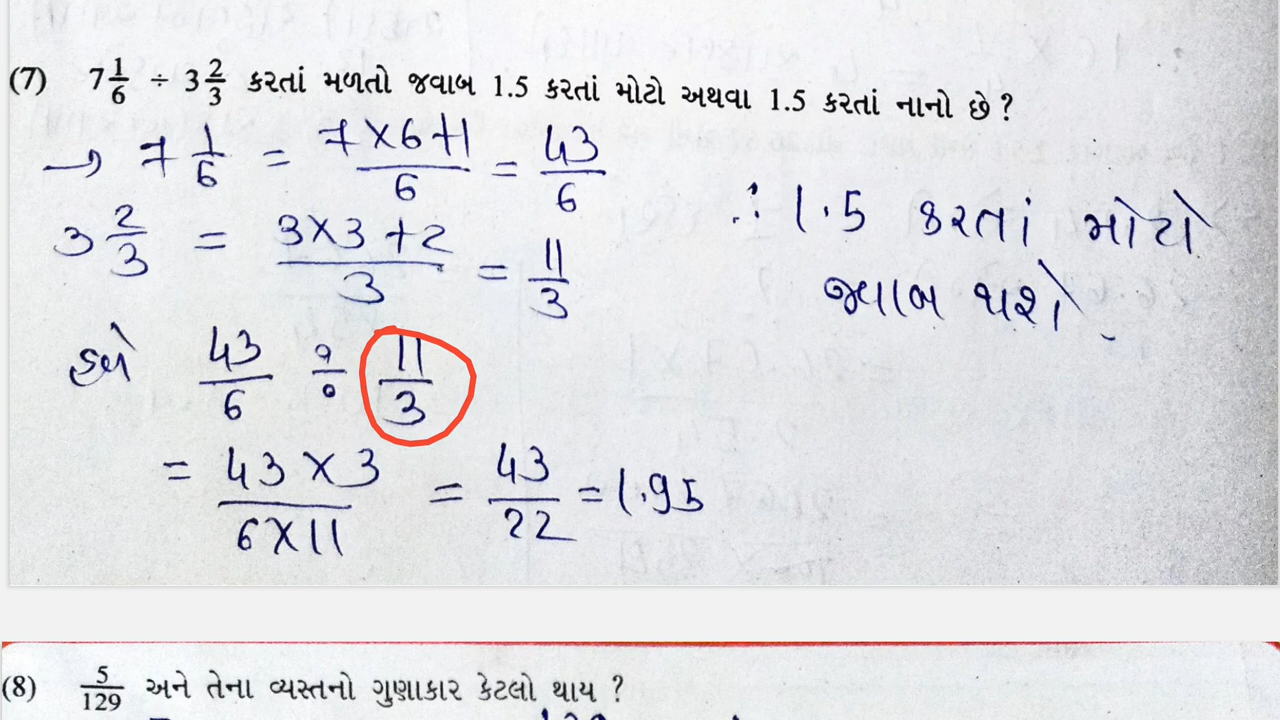 (7) 7 1/6 ÷ 3 2/3 કરતાં મળતો જવાબ 1.5 કરતાં મોટો અથવા 1.5 કરતાં નાનો છે ?
→ 7 1/6 = 7×6+1/6 = 43/6
3 2/3 = 3×3+2/3 = 11/3
હવે 43/6 ÷ 11/3
= 43×3/6×11 = 43/22 = 1.95
∴ 1.5 કરતાં મોટો
જવાબ થશે.
(8) 5/129 અને તેના વ્યસ્તનો ગુણાકાર કેટલો થાય ?